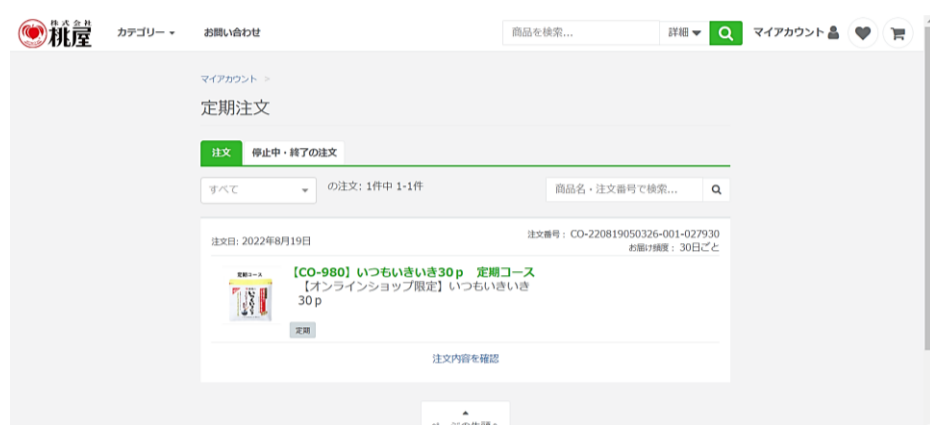 株式会社
桃屋
カテゴリー
お問い合わせ
商品を検索...
詳細
マイアカウント
マイアカウント >
定期注文
注文
停止中・終了の注文
すべて
の注文: 1件中 1-1件
商品名・注文番号で検索...
注文日: 2022年8月19日
注文番号: CO-220819050326-001-027930
お届け頻度: 30日ごと
定期コース
いつもいきいき
【CO-980】いつもいきいき30p 定期コース
【オンラインショップ限定】いつもいきいき
30p
定期
注文内容を確認